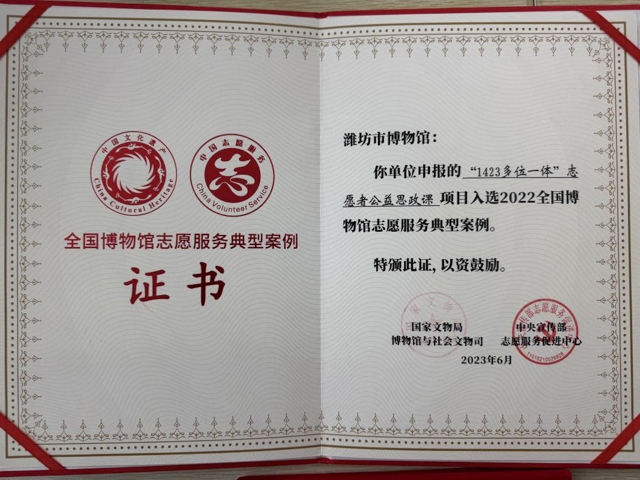 中国文化遗产
China Cultural Heritage
中国志愿服务
志
China Volunteer Service
全国博物馆志愿服务典型案例
证书
潍坊市博物馆：
你单位申报的“1423多位一体”志
愿者公益思政课 项目入选2022全国博
物馆志愿服务典型案例。
特颁此证，以资鼓励。
国家文物局
博物馆与社会文物司
中央宣传部
志愿服务促进中心
2023年6月